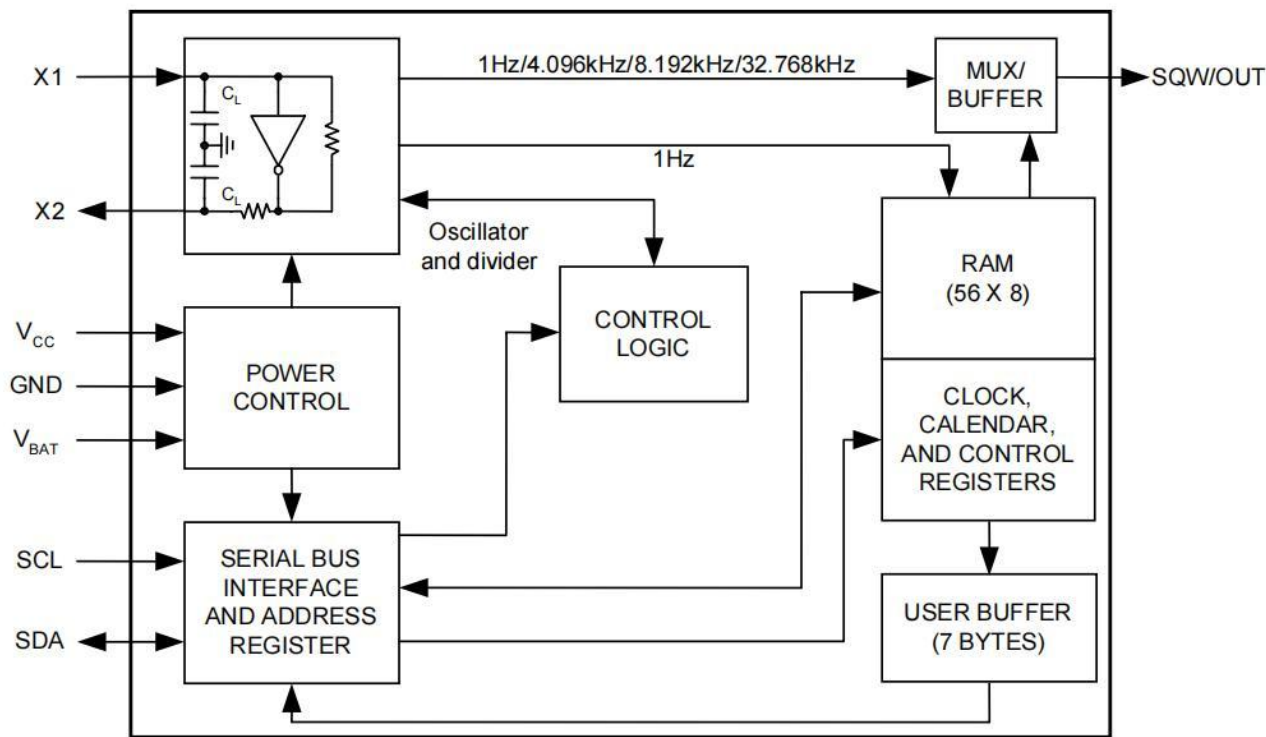 X1
C_L
1Hz/4.096kHz/8.192kHz/32.768kHz
MUX/
BUFFER
SQW/OUT
1Hz
X2
C_L
Oscillator
and divider
RAM
(56 X 8)
CONTROL
LOGIC
V_CC
GND
V_BAT
POWER
CONTROL
CLOCK,
CALENDAR,
AND CONTROL
REGISTERS
SCL
SDA
SERIAL BUS
INTERFACE
AND ADDRESS
REGISTER
USER BUFFER
(7 BYTES)